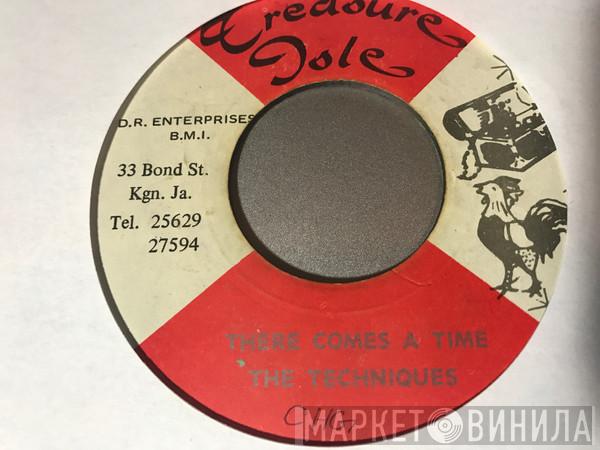 Treasure
Isle
D.R. ENTERPRISES
B.M.I.
33 Bond St.
Kgn. Ja.
Tel. 25629
27594
THERE COMES A TIME
THE TECHNIQUES
МАРКЕТ ВИНИЛА